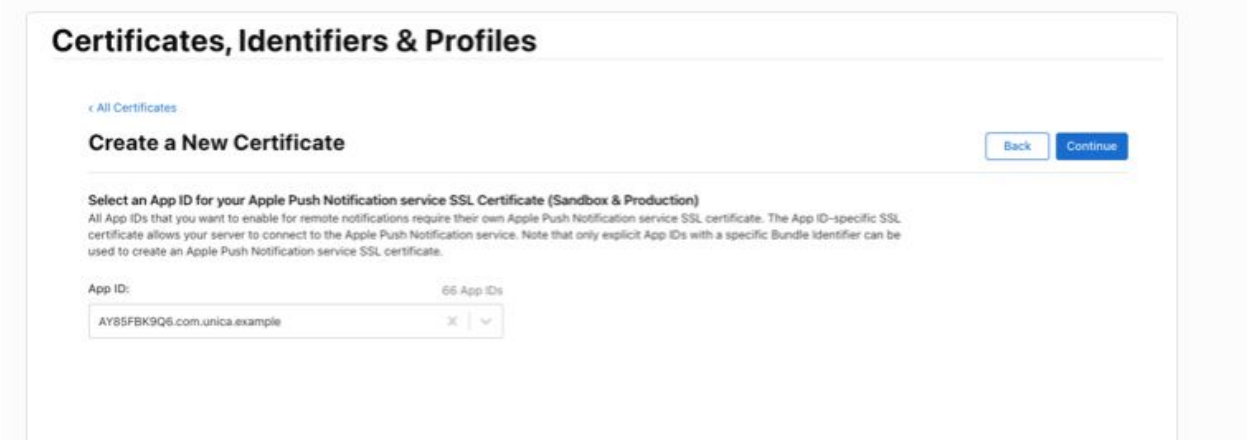 Certificates, Identifiers & Profiles
‹ All Certificates
Create a New Certificate
Back
Continue
Select an App ID for your Apple Push Notification service SSL Certificate (Sandbox & Production)
All App IDs that you want to enable for remote notifications require their own Apple Push Notification service SSL certificate. The App ID-specific SSL
certificate allows your server to connect to the Apple Push Notification service. Note that only explicit App IDs with a specific Bundle Identifier can be
used to create an Apple Push Notification service SSL certificate.
App ID:
66 App IDs
AY85FBK9Q6.com.unica.example